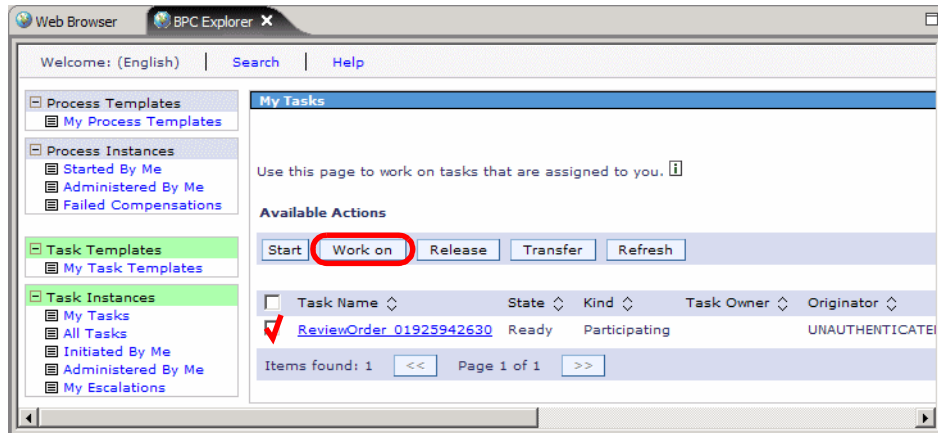 Web Browser
BPC Explorer
Welcome: (English) | Search | Help
Process Templates
My Process Templates
Process Instances
Started By Me
Administered By Me
Failed Compensations
Task Templates
My Task Templates
Task Instances
My Tasks
All Tasks
Initiated By Me
Administered By Me
My Escalations
My Tasks
Use this page to work on tasks that are assigned to you. i
Available Actions
Start Work on Release Transfer Refresh
Task Name State Kind Task Owner Originator
ReviewOrder_01925942630 Ready Participating UNAUTHENTICATE
Items found: 1 << Page 1 of 1 >>